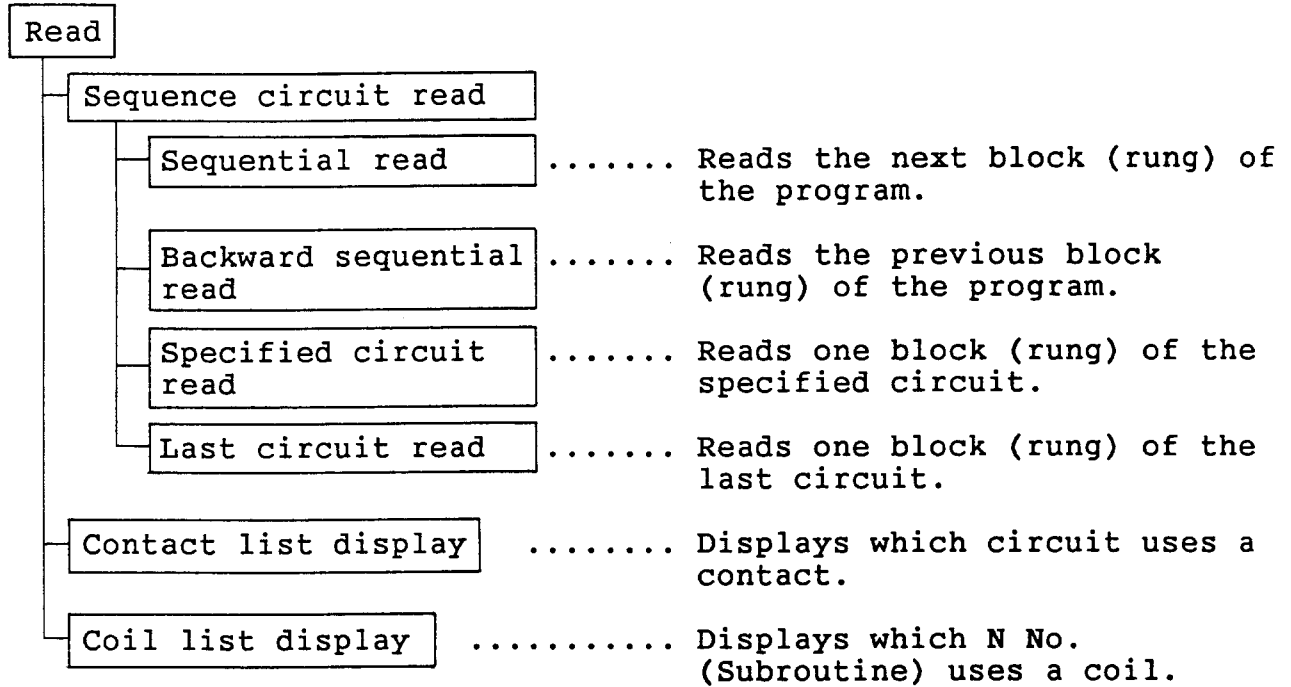 Read
Sequence circuit read
Sequential read ....... Reads the next block (rung) of
the program.
Backward sequential ....... Reads the previous block
read (rung) of the program.
Specified circuit ....... Reads one block (rung) of the
read specified circuit.
Last circuit read ....... Reads one block (rung) of the
last circuit.
Contact list display ........ Displays which circuit uses a
contact.
Coil list display ........... Displays which N No.
(Subroutine) uses a coil.